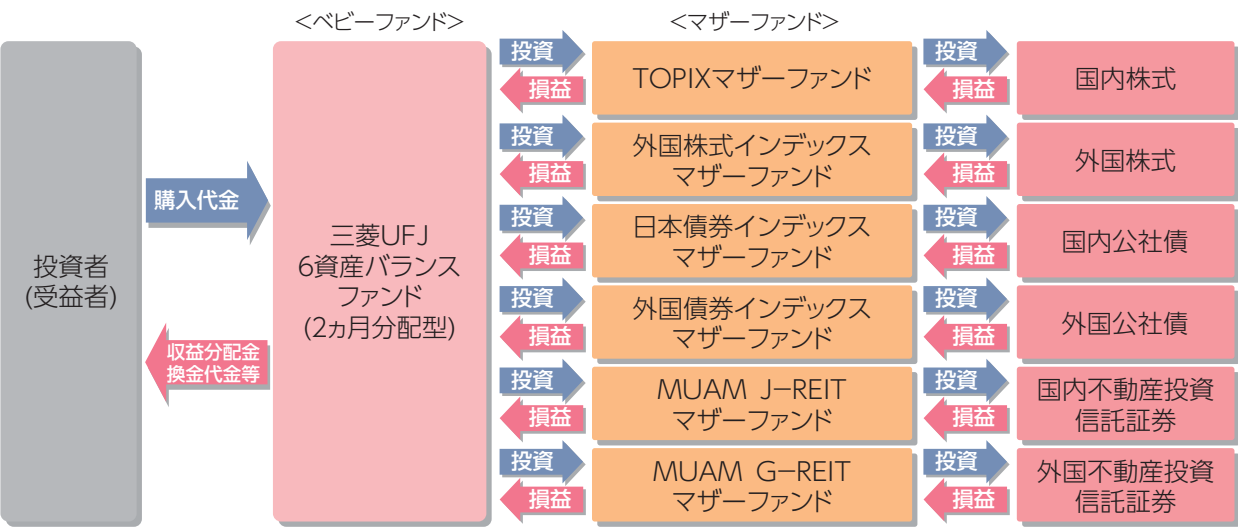 <ベビーファンド>
<マザーファンド>
投資者
(受益者)
購入代金
収益分配金
換金代金等
三菱UFJ
6資産バランス
ファンド
(2ヵ月分配型)
投資
損益
TOPIXマザーファンド
投資
損益
国内株式
投資
損益
外国株式インデックス
マザーファンド
投資
損益
外国株式
投資
損益
日本債券インデックス
マザーファンド
投資
損益
国内公社債
投資
損益
外国債券インデックス
マザーファンド
投資
損益
外国公社債
投資
損益
MUAM J-REIT
マザーファンド
投資
損益
国内不動産投資
信託証券
投資
損益
MUAM G-REIT
マザーファンド
投資
損益
外国不動産投資
信託証券